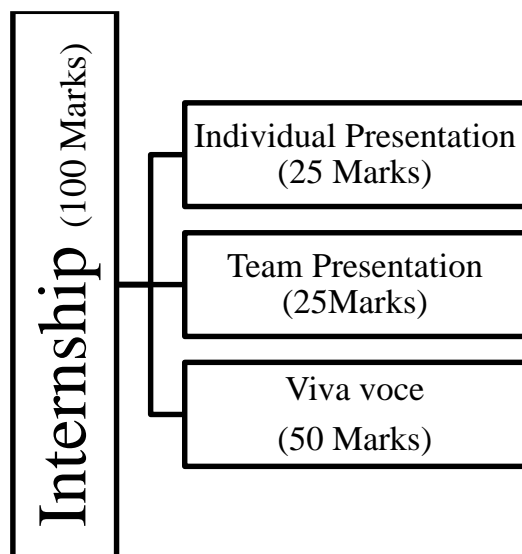 Internship (100 Marks)
Individual Presentation
(25 Marks)
Team Presentation
(25Marks)
Viva voce
(50 Marks)